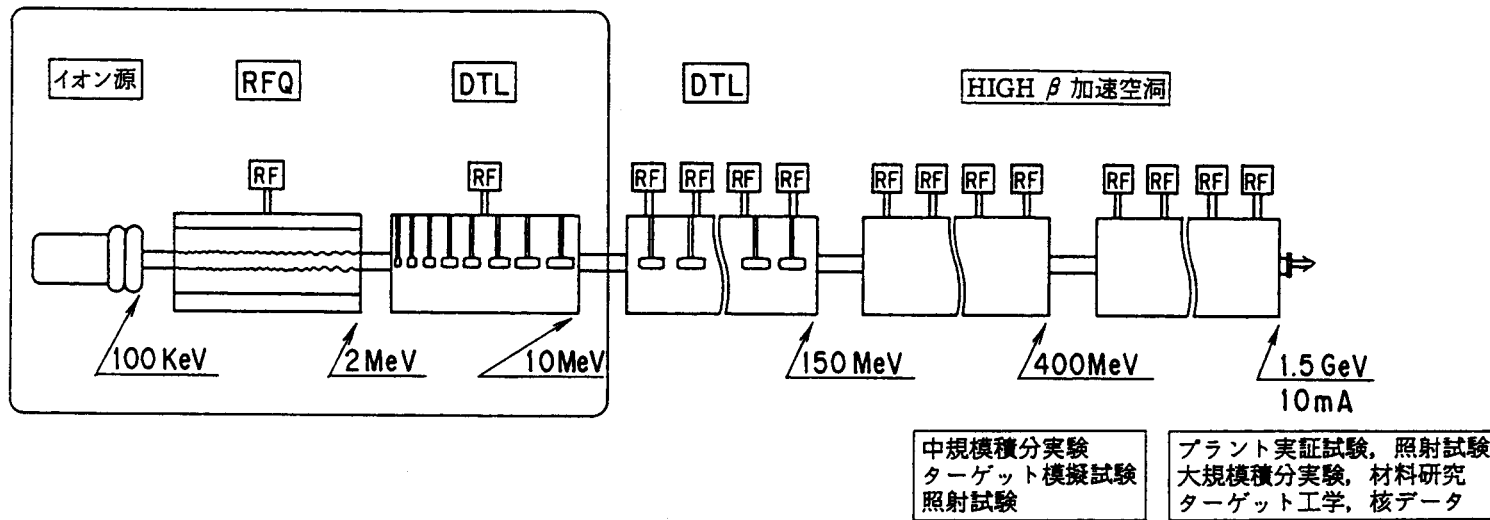 イオン源
RFQ
DTL
DTL
HIGH β 加速空洞
RF
RF
RF
RF
RF
RF
RF
RF
RF
RF
RF
RF
RF
RF
100 KeV
2 MeV
10 MeV
150 MeV
400 MeV
1.5 GeV
10mA
中規模積分実験
ターゲット模擬試験
照射試験
プラント実証試験, 照射試験
大規模積分実験, 材料研究
ターゲット工学, 核データ